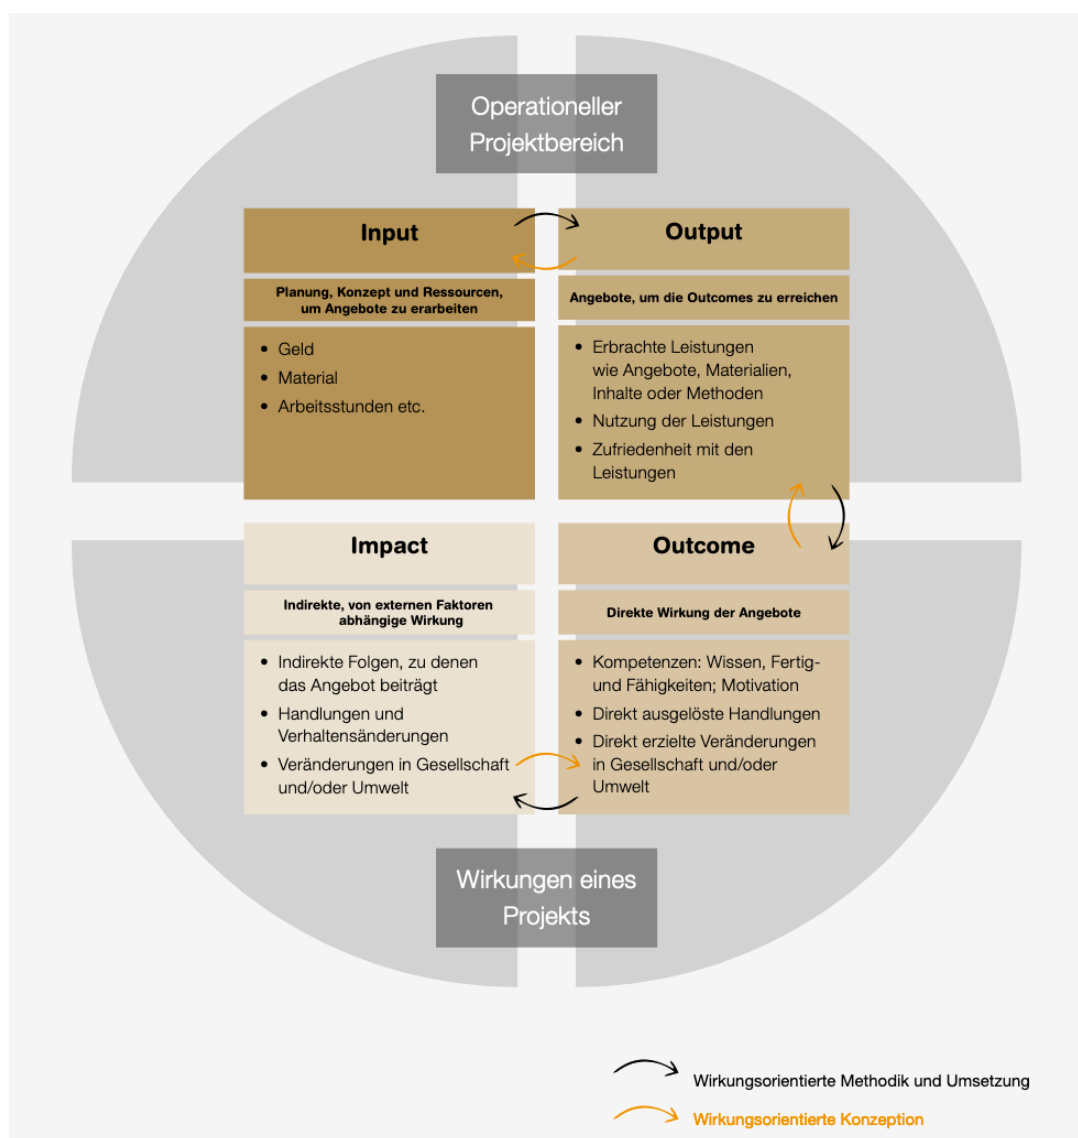 Operationeller
Projektbereich
Input
Planung, Konzept und Ressourcen,
um Angebote zu erarbeiten
• Geld
• Material
• Arbeitsstunden etc.
Output
Angebote, um die Outcomes zu erreichen
• Erbrachte Leistungen
wie Angebote, Materialien,
Inhalte oder Methoden
• Nutzung der Leistungen
• Zufriedenheit mit den
Leistungen
Impact
Indirekte, von externen Faktoren
abhängige Wirkung
• Indirekte Folgen, zu denen
das Angebot beiträgt
• Handlungen und
Verhaltensänderungen
• Veränderungen in Gesellschaft
und/oder Umwelt
Outcome
Direkte Wirkung der Angebote
• Kompetenzen: Wissen, Fertig-
und Fähigkeiten; Motivation
• Direkt ausgelöste Handlungen
• Direkt erzielte Veränderungen
in Gesellschaft und/oder
Umwelt
Wirkungen eines
Projekts
Wirkungsorientierte Methodik und Umsetzung
Wirkungsorientierte Konzeption